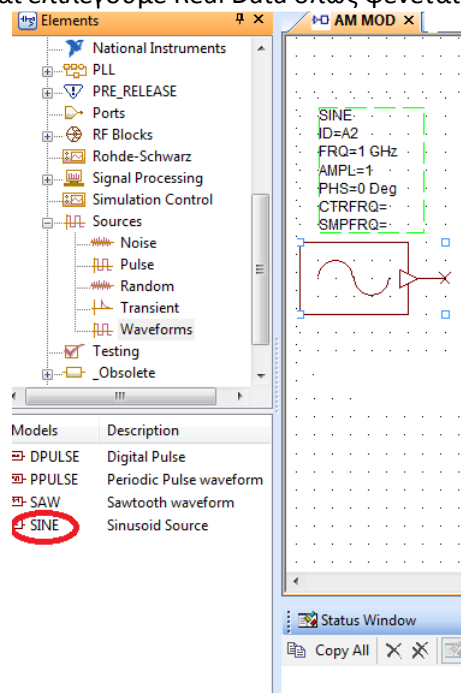 αι επιλέγουμε Real Data όπως φενεται
Elements
National Instruments
PLL
PRE_RELEASE
Ports
RF Blocks
Rohde-Schwarz
Signal Processing
Simulation Control
Sources
Noise
Pulse
Random
Transient
Waveforms
Testing
_Obsolete
Models Description
DPULSE Digital Pulse
PPULSE Periodic Pulse waveform
SAW Sawtooth waveform
SINE Sinusoid Source
AM MOD
SINE
ID=A2
FRQ=1 GHz
AMPL=1
PHS=0 Deg
CTRFRQ=
SMPFRQ=
Status Window
Copy All